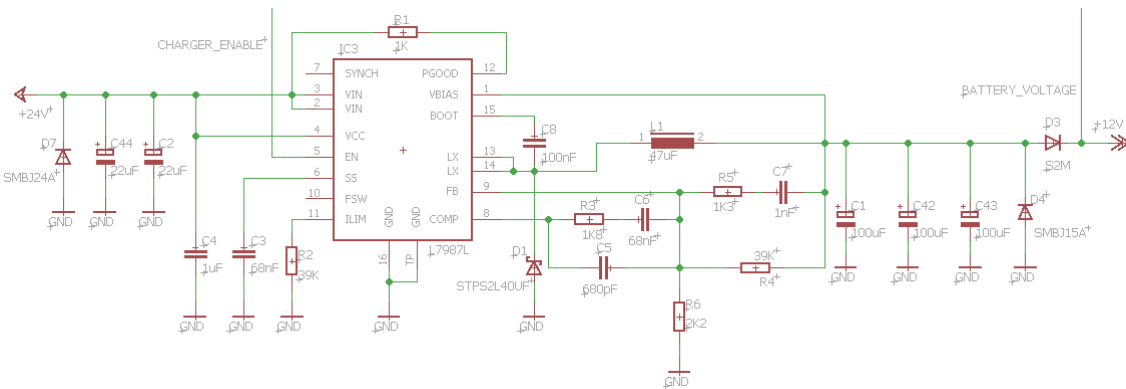 R1
1K
CHARGER_ENABLE
IC3
7 SYNCH PGOOD 12
3 VIN VBIAS 1
2 VIN BOOT 15
4 VCC
5 EN LX 13
LX 14
6 SS FB 9
10 FSW
11 ILIM COMP 8
GND
GND
16
TP
L7987L
+24V
D7
SMBJ24A
C44
22uF
C2
22uF
GND
GND
GND
C4
1uF
GND
C3
68nF
GND
R2
39K
GND
GND
C8
100nF
1 L1 2
47uF
R5
1K3
C7
1nF
R3
1K8
C6
68nF
C5
680pF
D1
STPS2L40UF
GND
39K
R4
R6
2K2
GND
BATTERY_VOLTAGE
D3
S2M
+12V
C1
100uF
C42
100uF
C43
100uF
D4
SMBJ15A
GND
GND
GND
GND